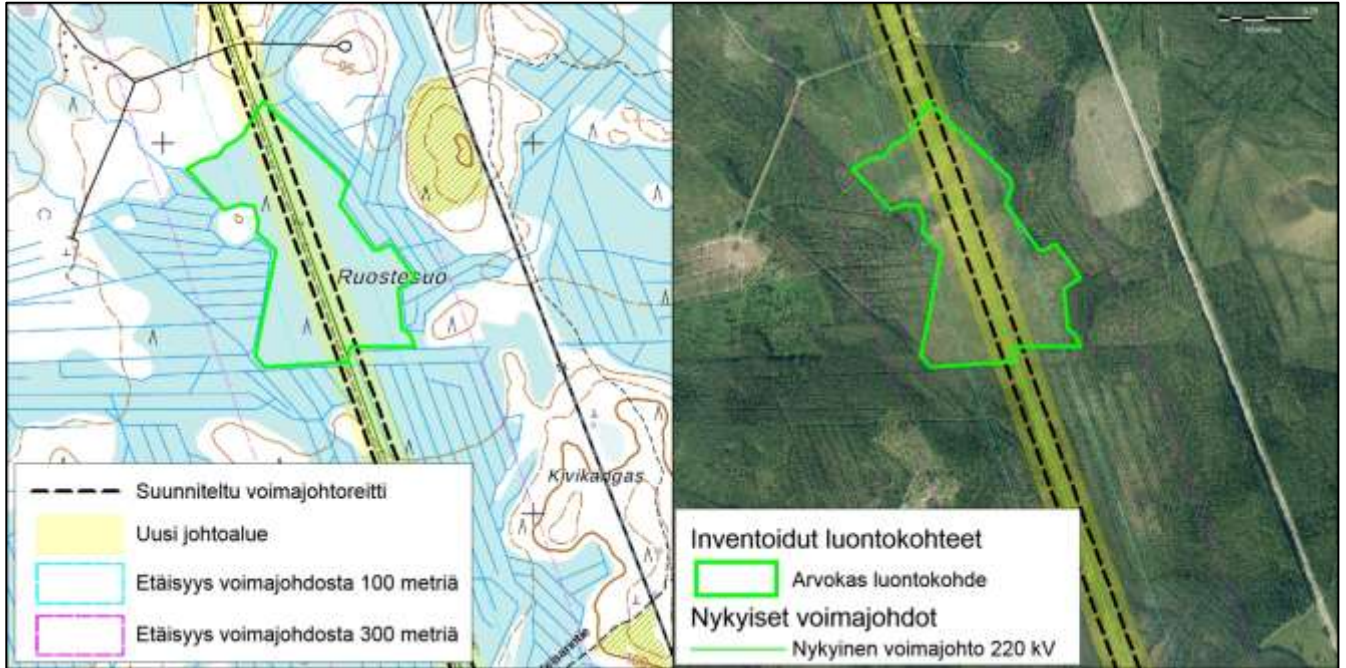 Ruostesuo
Kivikangas
Suunniteltu voimajohtoreitti
Uusi johtoalue
Etäisyys voimajohdosta 100 metriä
Etäisyys voimajohdosta 300 metriä
Inventoidut luontokohteet
Arvokas luontokohde
Nykyiset voimajohdot
Nykyinen voimajohto 220 kV